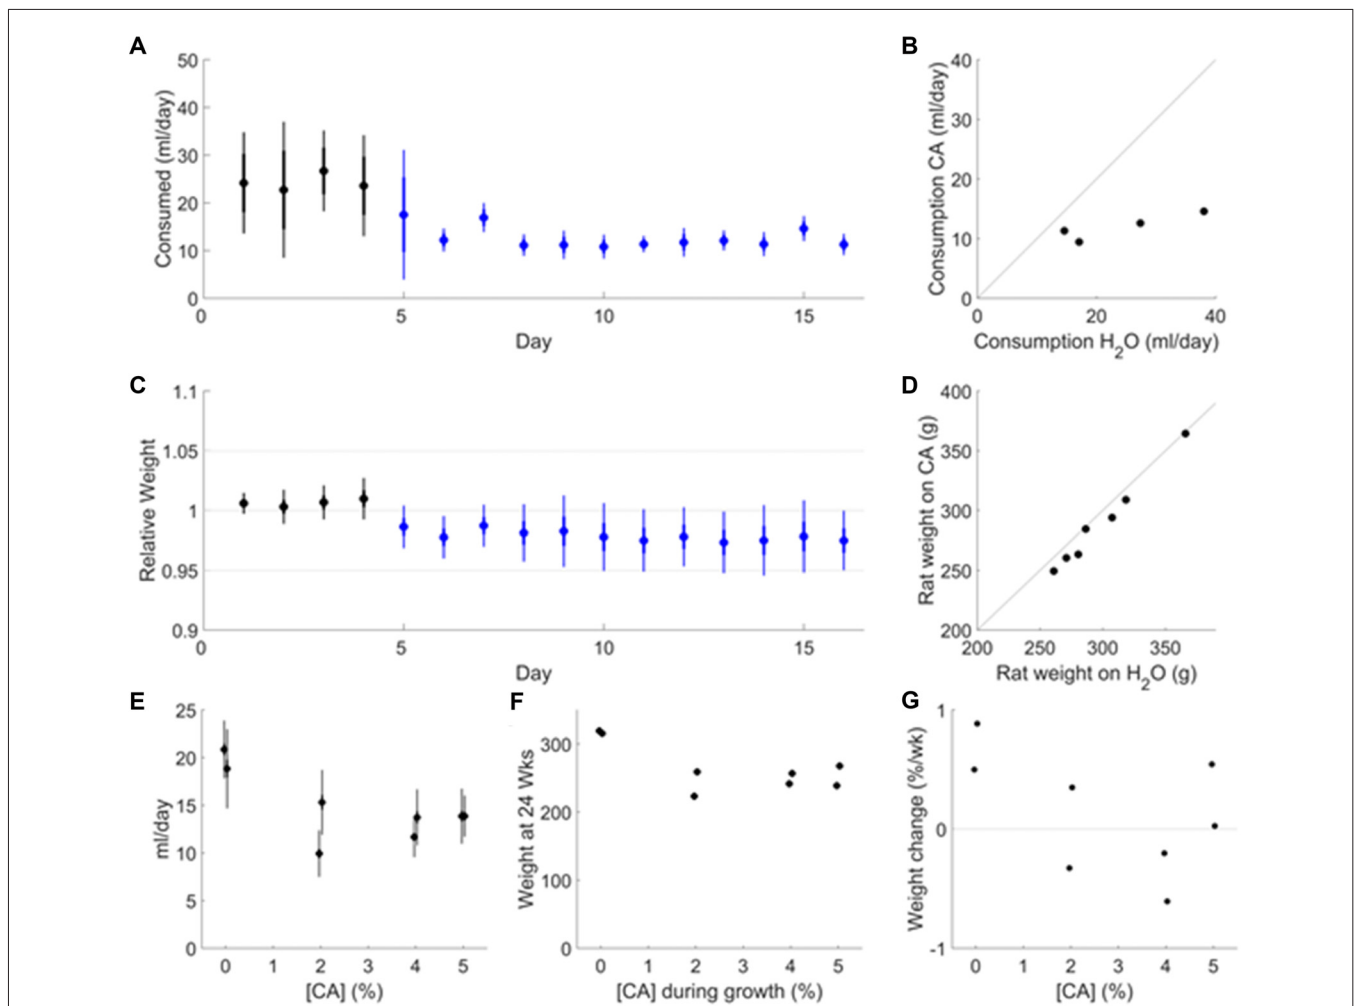 A
50
40
30
20
10
0
Consumed (ml/day)
0 5 10 15
Day
B
40
30
20
10
0
Consumption CA (ml/day)
0 20 40
Consumption H2O (ml/day)
C
1.1
1.05
1
0.95
0.9
Relative Weight
0 5 10 15
Day
D
400
350
300
250
200
Rat weight on CA (g)
200 250 300 350
Rat weight on H2O (g)
E
25
20
15
10
5
0
ml/day
0 1 2 3 4 5
[CA] (%)
F
300
200
100
0
Weight at 24 Wks
0 1 2 3 4 5
[CA] during growth (%)
G
1
0
-1
Weight change (%/wk)
0 1 2 3 4 5
[CA] (%)